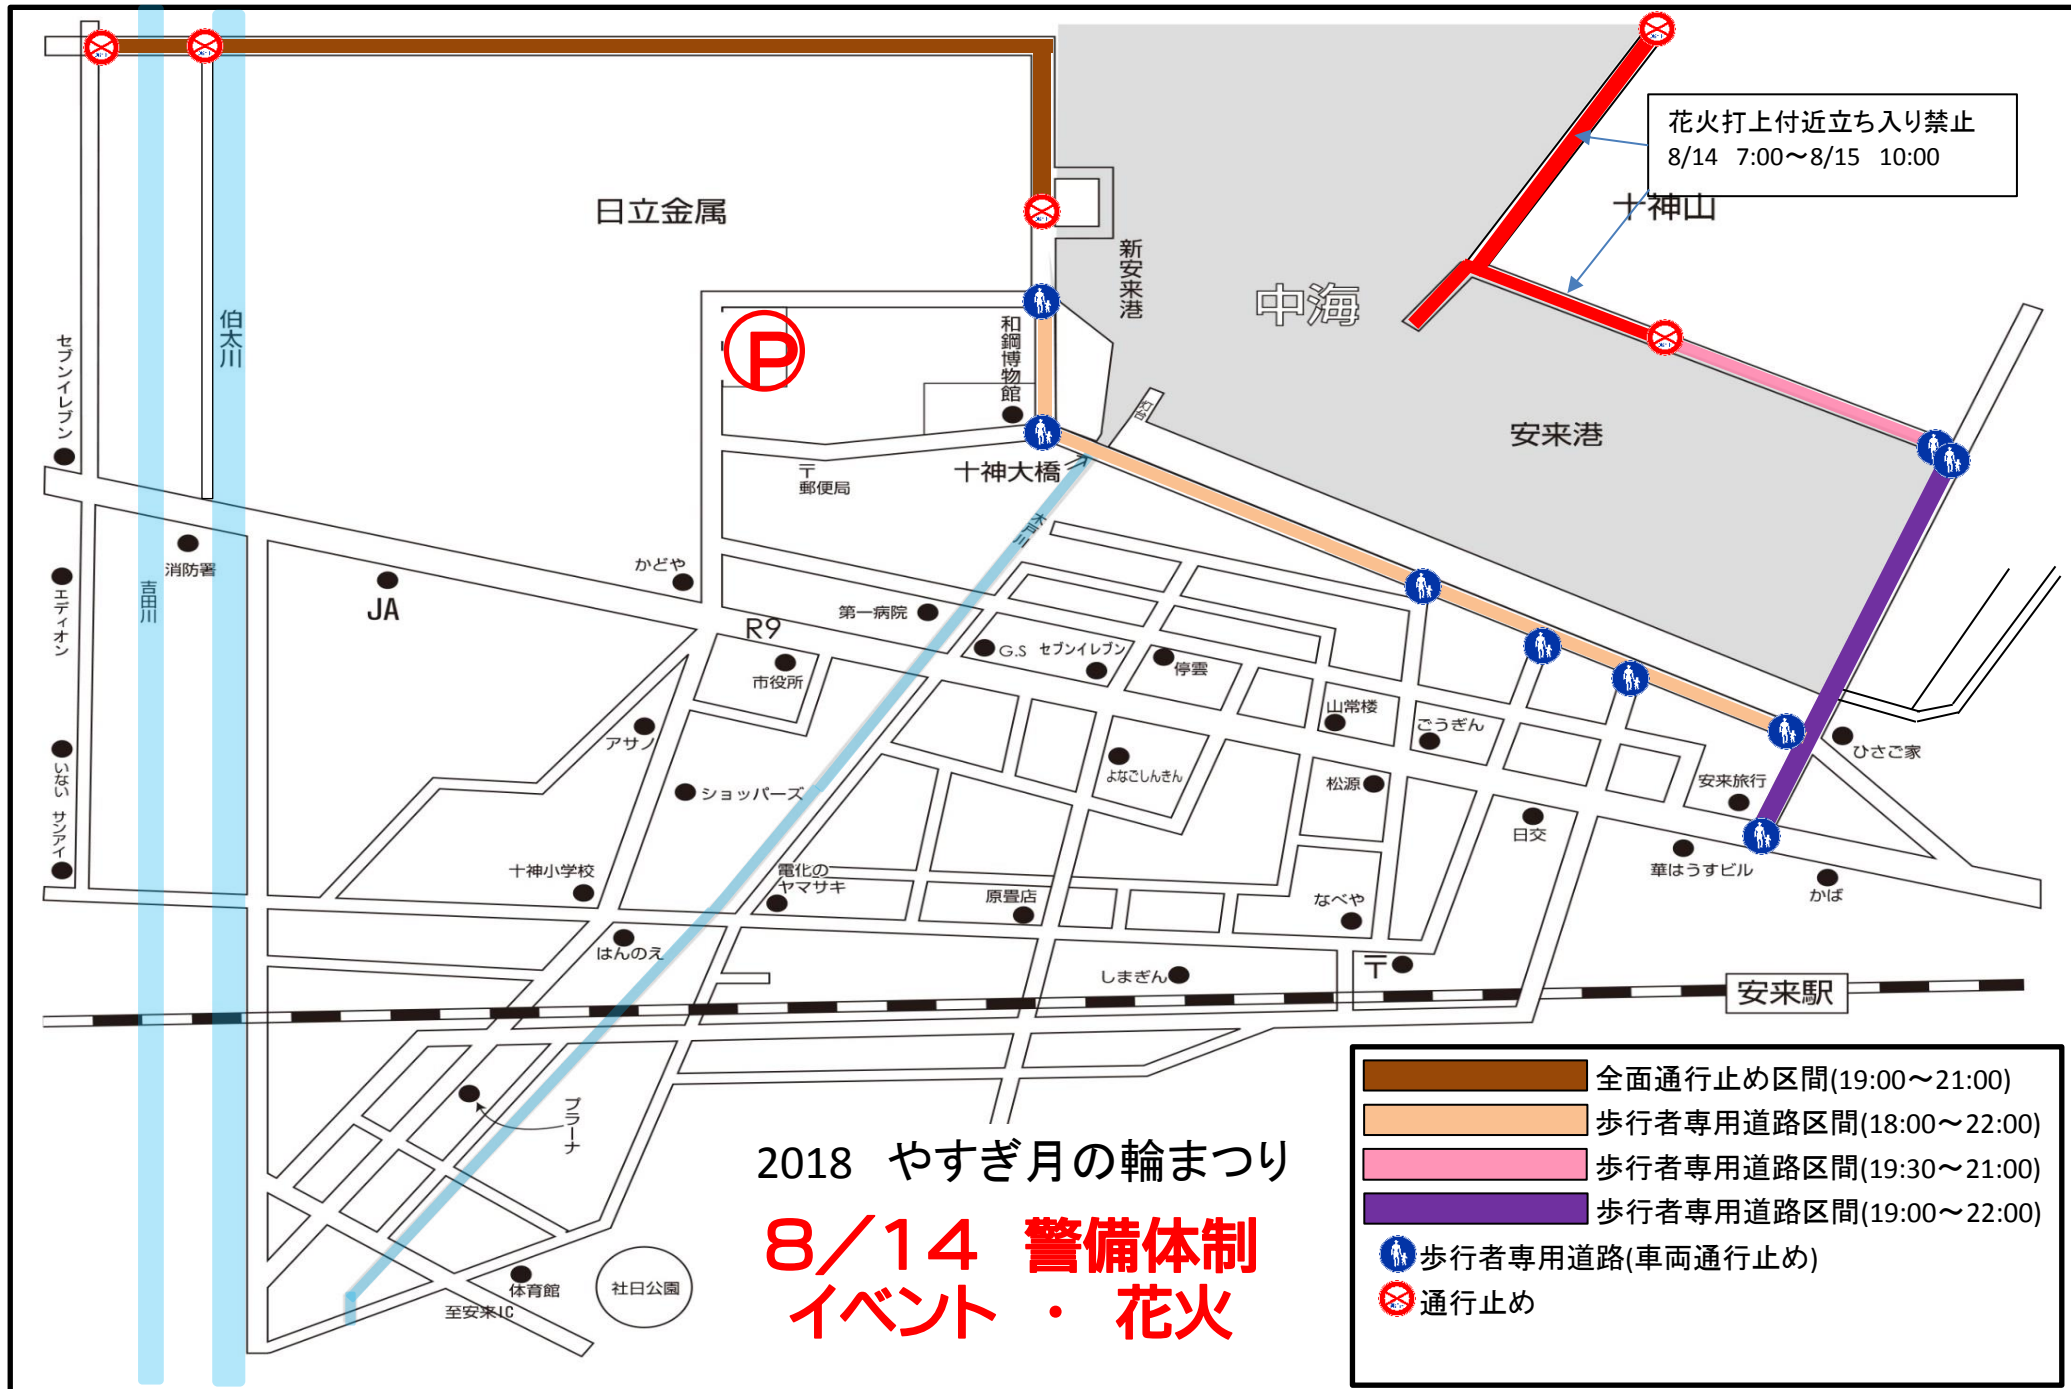 花火打上付近立ち入り禁止
8/14 7:00～8/15 10:00
十神山
日立金属
新安来港
中海
伯太川
セブンイレブン
和鋼博物館
P
灯台
安来港
十神大橋
〒
郵便局
木戸川
消防署
かどや
吉田川
エディオン
JA
第一病院
R9
G.S
セブンイレブン
停雲
市役所
山常楼
ごうぎん
アサノ
ひさご家
いない
サンアイ
ショッパーズ
よなごしんきん
松源
安来旅行
日交
十神小学校
電化の
ヤマサキ
原畳店
なべや
華はうすビル
かば
はんのえ
しまぎん
〒
安来駅
プラーナ
体育館
至安来IC
社日公園
2018 やすぎ月の輪まつり
8／14 警備体制
イベント ・ 花火
全面通行止め区間(19:00～21:00)
歩行者専用道路区間(18:00～22:00)
歩行者専用道路区間(19:30～21:00)
歩行者専用道路区間(19:00～22:00)
歩行者専用道路(車両通行止め)
通行止め